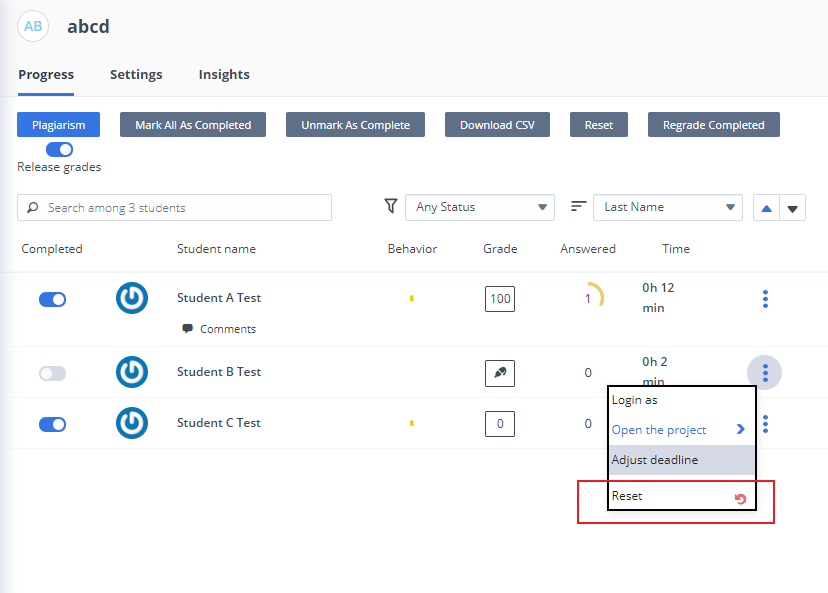 AB abcd
Progress Settings Insights
Plagiarism Mark All As Completed Unmark As Complete Download CSV Reset Regrade Completed
Release grades
Search among 3 students Any Status Last Name
Completed Student name Behavior Grade Answered Time
Student A Test 100 1 0h 12
min
Comments
Student B Test 0 0h 2
min
Login as
Student C Test 0 0
Open the project
Adjust deadline
Reset